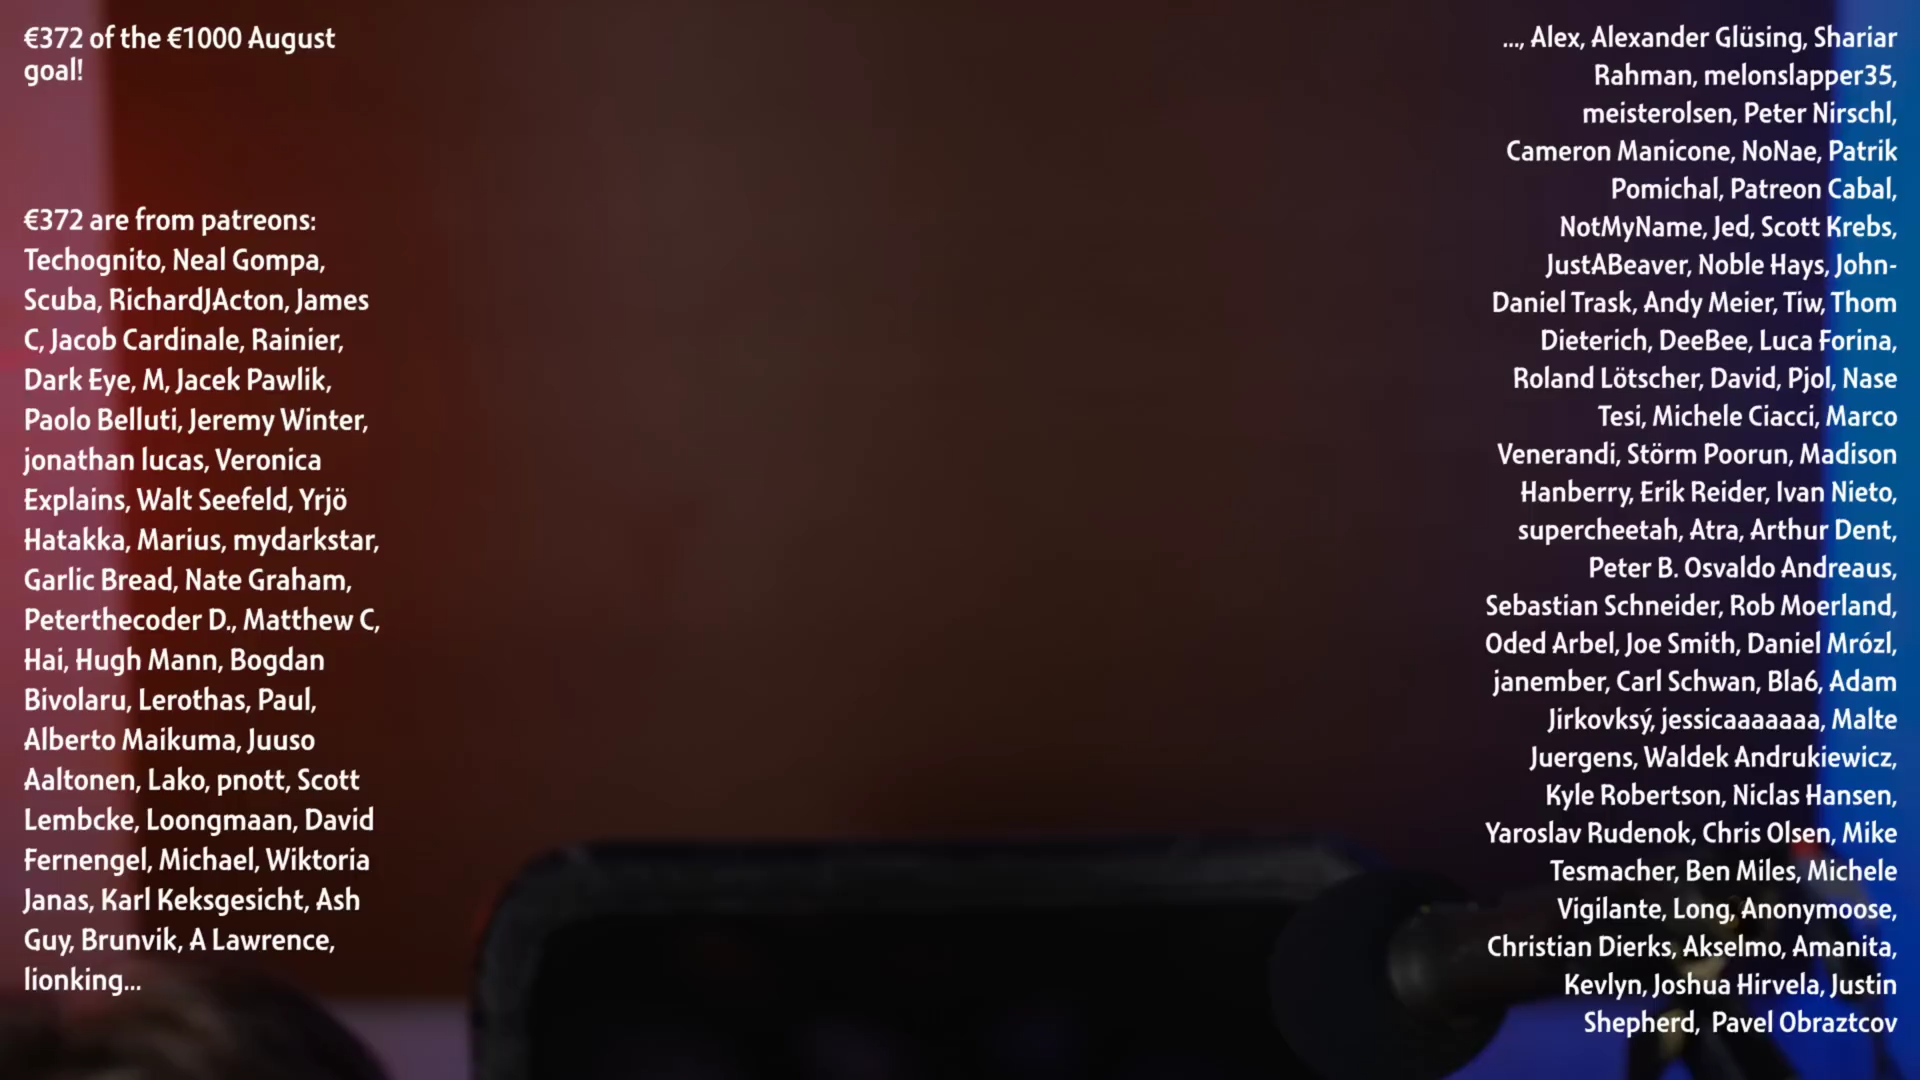 €372 of the €1000 August
goal!
€372 are from patreons:
Techognito, Neal Gompa,
Scuba, RichardJActon, James
C, Jacob Cardinale, Rainier,
Dark Eye, M, Jacek Pawlik,
Paolo Belluti, Jeremy Winter,
jonathan lucas, Veronica
Explains, Walt Seefeld, Yrjö
Hatakka, Marius, mydarkstar,
Garlic Bread, Nate Graham,
Peterthecoder D., Matthew C,
Hai, Hugh Mann, Bogdan
Bivolaru, Lerothas, Paul,
Alberto Maikuma, Juuso
Aaltonen, Lako, pnott, Scott
Lembcke, Loongmaan, David
Fernengel, Michael, Wiktoria
Janas, Karl Keksgesicht, Ash
Guy, Brunvik, A Lawrence,
lionking...
..., Alex, Alexander Glüsing, Shariar
Rahman, melonslapper35,
meisterolsen, Peter Nirschl,
Cameron Manicone, NoNae, Patrik
Pomichal, Patreon Cabal,
NotMyName, Jed, Scott Krebs,
JustABeaver, Noble Hays, John-
Daniel Trask, Andy Meier, Tiw, Thom
Dieterich, DeeBee, Luca Forina,
Roland Lötscher, David, Pjol, Nase
Tesi, Michele Ciacci, Marco
Venerandi, Störm Poorun, Madison
Hanberry, Erik Reider, Ivan Nieto,
supercheetah, Atra, Arthur Dent,
Peter B. Osvaldo Andreaus,
Sebastian Schneider, Rob Moerland,
Oded Arbel, Joe Smith, Daniel Mrózl,
janember, Carl Schwan, Bla6, Adam
Jirkovksý, jessicaaaaaaa, Malte
Juergens, Waldek Andrukiewicz,
Kyle Robertson, Niclas Hansen,
Yaroslav Rudenok, Chris Olsen, Mike
Tesmacher, Ben Miles, Michele
Vigilante, Long, Anonymoose,
Christian Dierks, Akselmo, Amanita,
Kevlyn, Joshua Hirvela, Justin
Shepherd,  Pavel Obraztcov